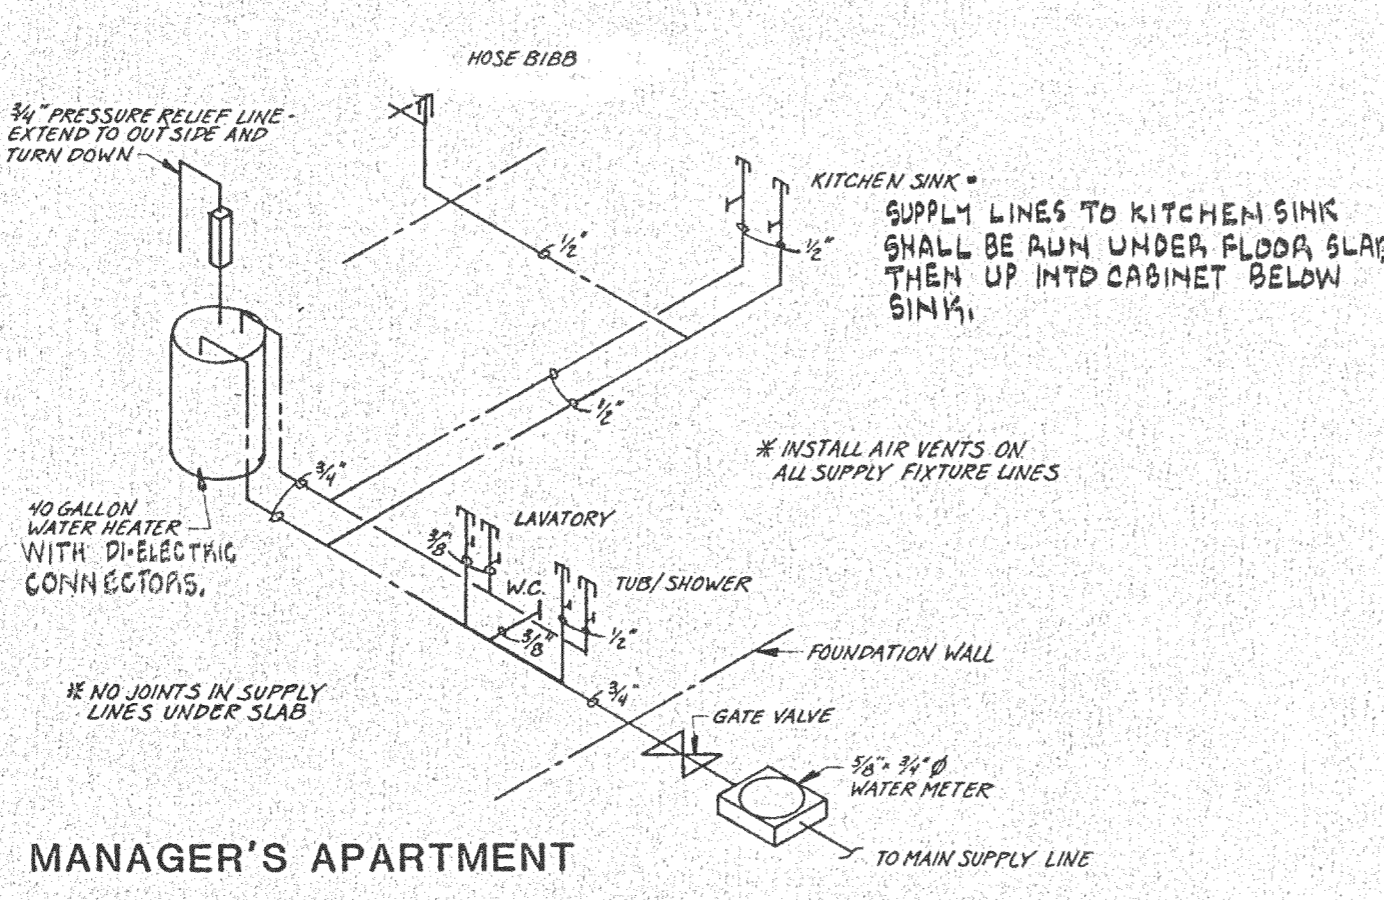 HOSE BIBB
3/4" PRESSURE RELIEF LINE -
EXTEND TO OUTSIDE AND
TURN DOWN
KITCHEN SINK -
SUPPLY LINES TO KITCHEN SINK
SHALL BE RUN UNDER FLOOR SLAB
THEN UP INTO CABINET BELOW
SINK.
1/2"
1/2"
1/2"
* INSTALL AIR VENTS ON
ALL SUPPLY FIXTURE LINES
3/4"
40 GALLON
WATER HEATER
WITH DI-ELECTRIC
CONNECTORS.
LAVATORY
3/8"
W.C.
TUB/SHOWER
3/8"
1/2"
FOUNDATION WALL
* NO JOINTS IN SUPPLY
LINES UNDER SLAB
3/4"
GATE VALVE
5/8" x 3/4" Ø
WATER METER
MANAGER'S APARTMENT
TO MAIN SUPPLY LINE